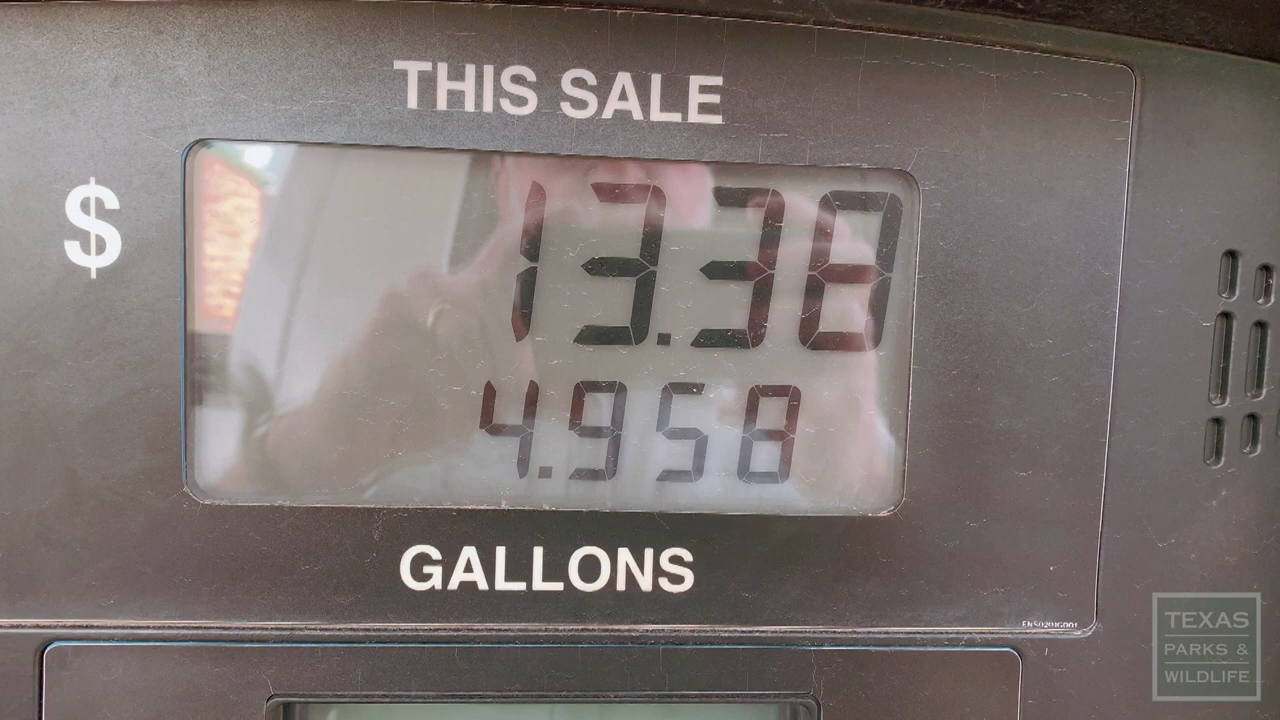 THIS SALE
$ 13.38
4.958
GALLONS
TEXAS
PARKS &
WILDLIFE